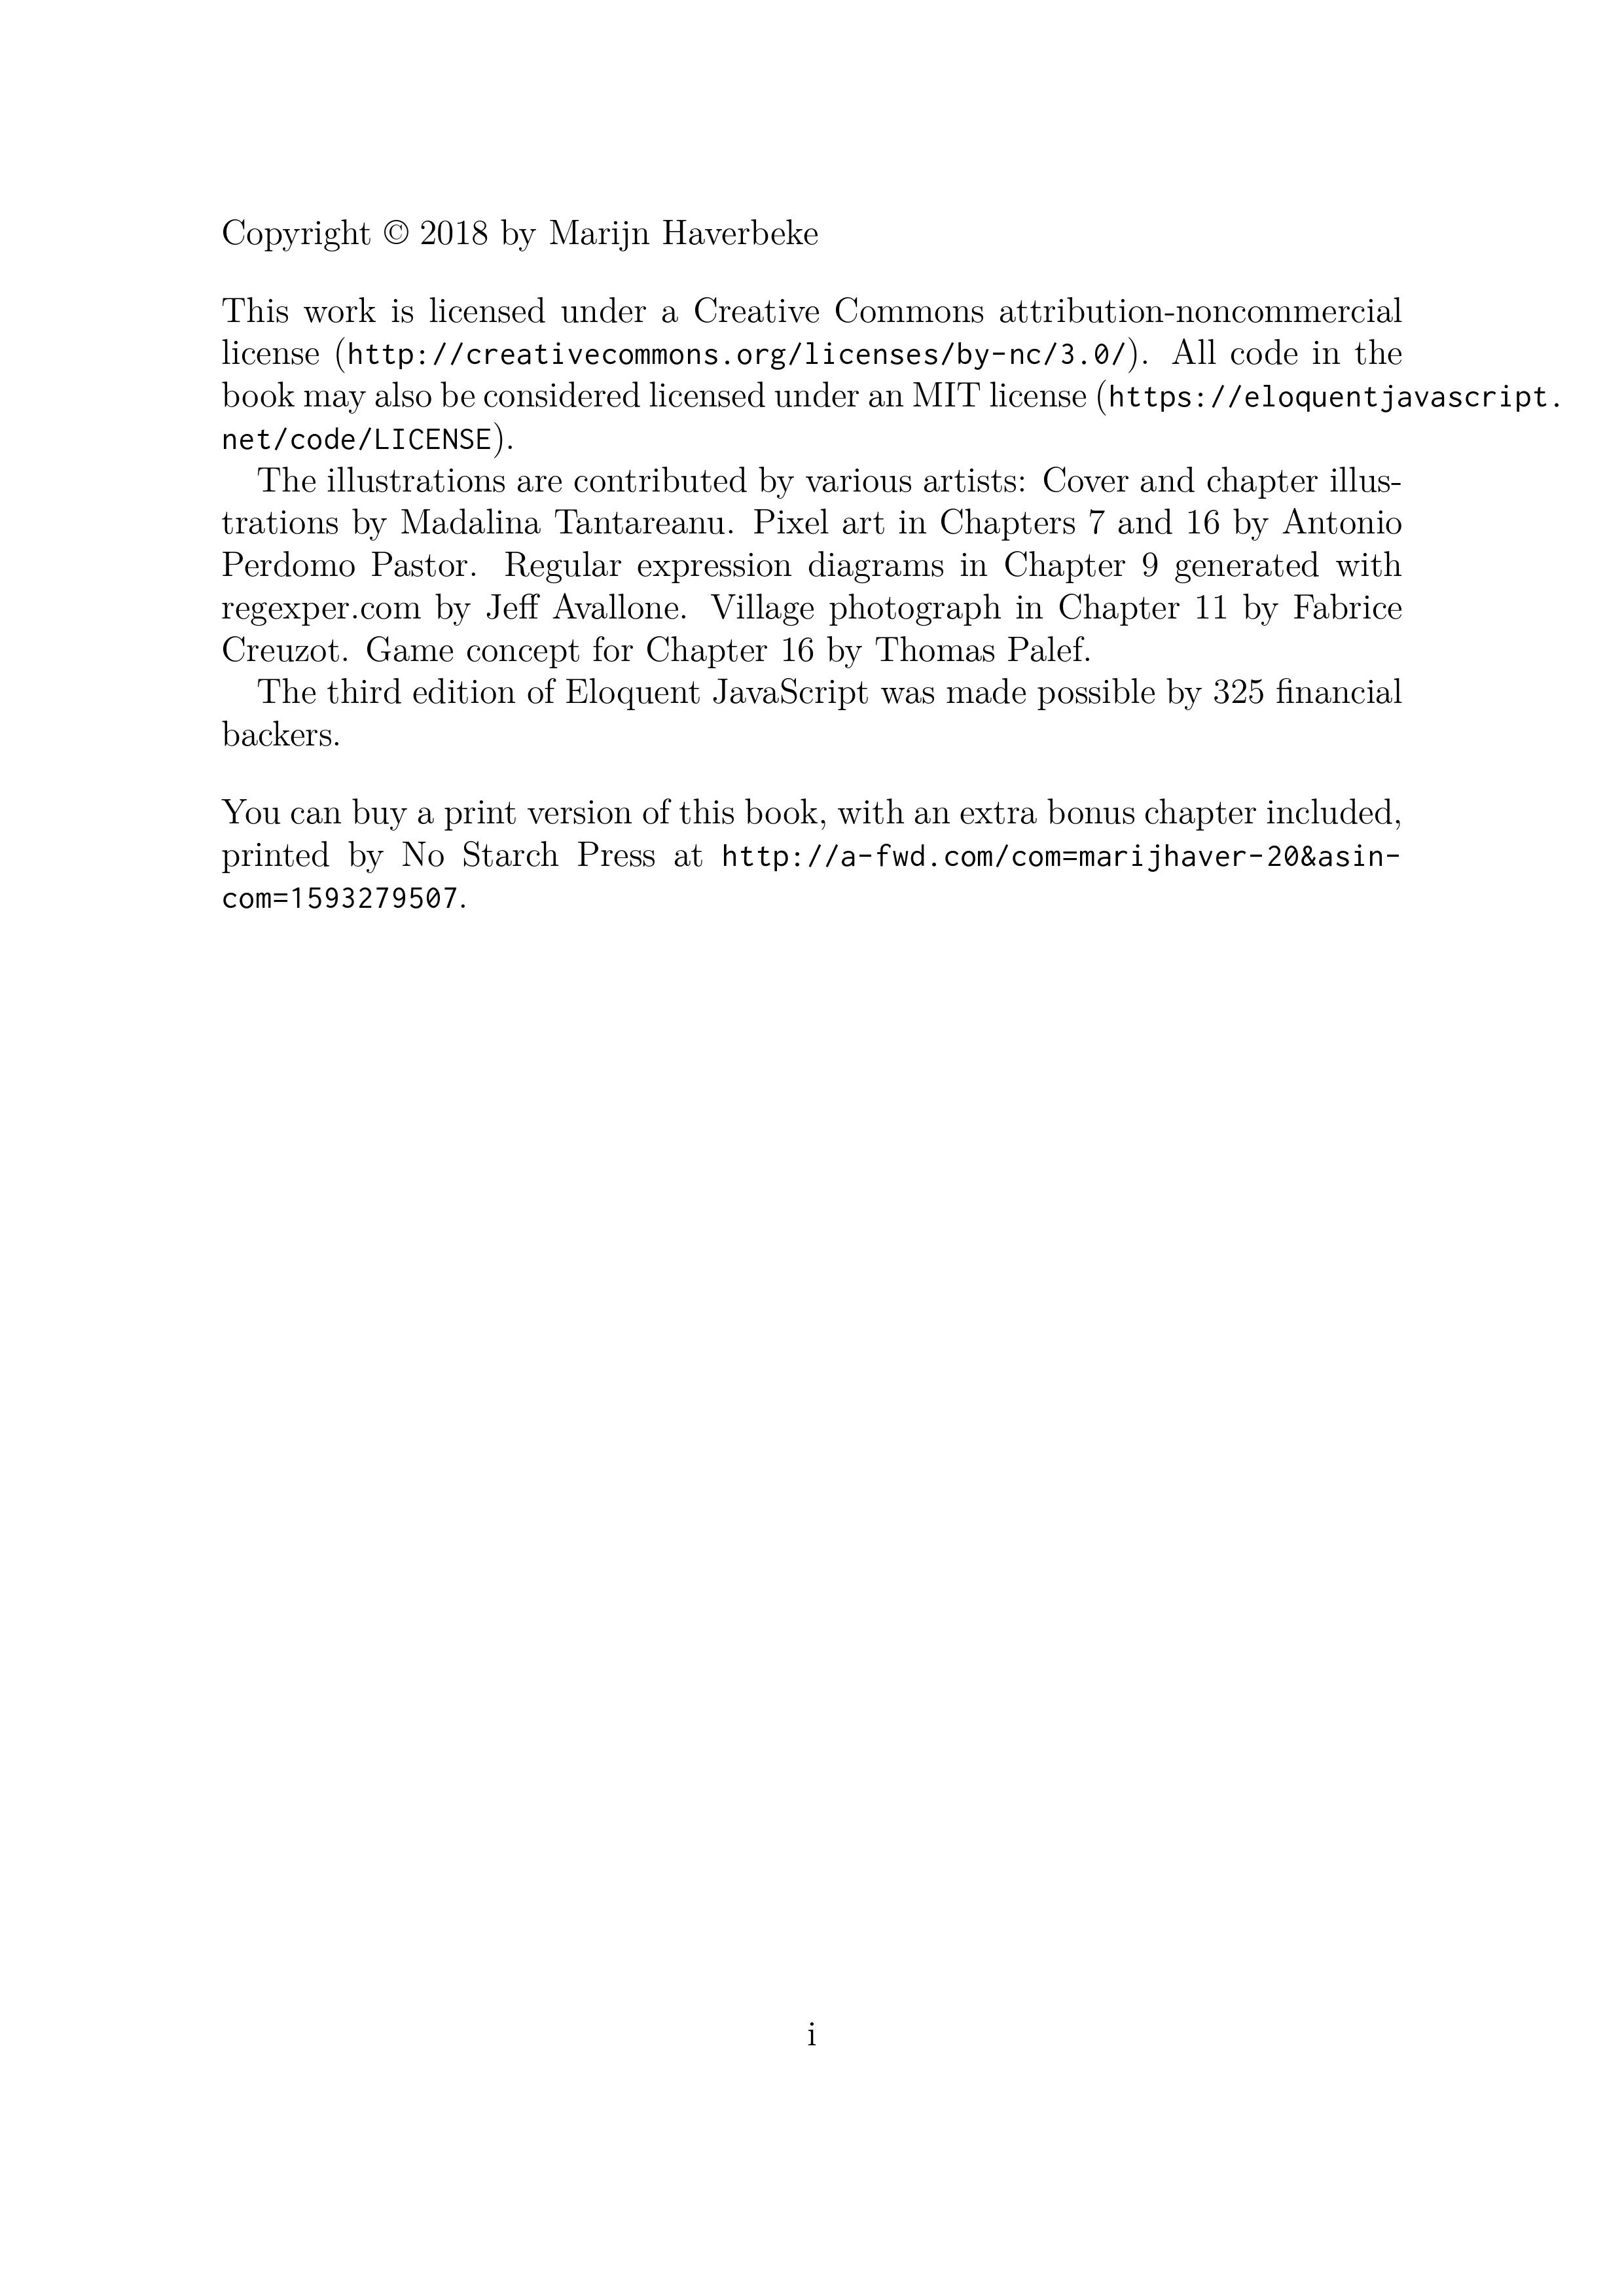 Copyright © 2018 by Marijn Haverbeke
This work is licensed under a Creative Commons attribution-noncommercial
license (http://creativecommons.org/licenses/by-nc/3.0/). All code in the
book may also be considered licensed under an MIT license (https://eloquentjavascript.
net/code/LICENSE).
The illustrations are contributed by various artists: Cover and chapter illus-
trations by Madalina Tantareanu. Pixel art in Chapters 7 and 16 by Antonio
Perdomo Pastor. Regular expression diagrams in Chapter 9 generated with
regexper.com by Jeff Avallone. Village photograph in Chapter 11 by Fabrice
Creuzot. Game concept for Chapter 16 by Thomas Palef.
The third edition of Eloquent JavaScript was made possible by 325 financial
backers.
You can buy a print version of this book, with an extra bonus chapter included,
printed by No Starch Press at http://a-fwd.com/com=marijhaver-20&asin-
com=1593279507.
i